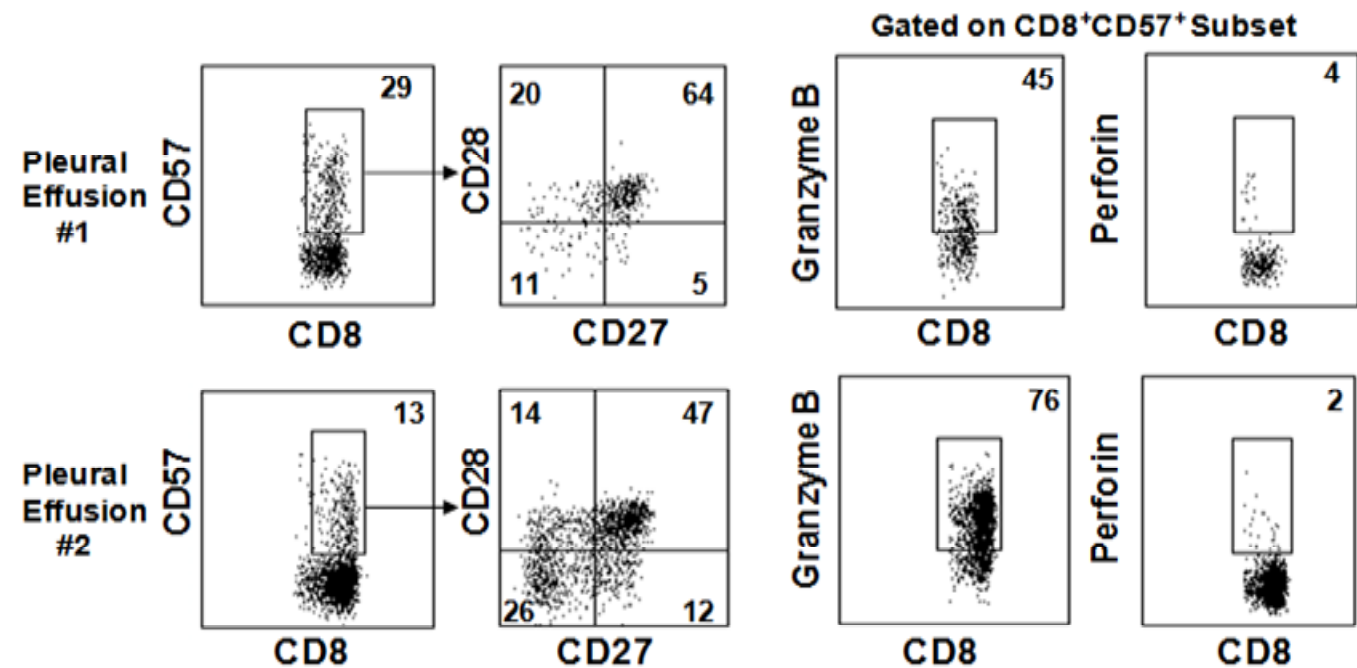 Gated on CD8⁺CD57⁺ Subset
Pleural
Effusion
#1
CD57
29
CD8
CD28
20
64
11
5
CD27
Granzyme B
45
CD8
Perforin
4
CD8
Pleural
Effusion
#2
CD57
13
CD8
CD28
14
47
26
12
CD27
Granzyme B
76
CD8
Perforin
2
CD8